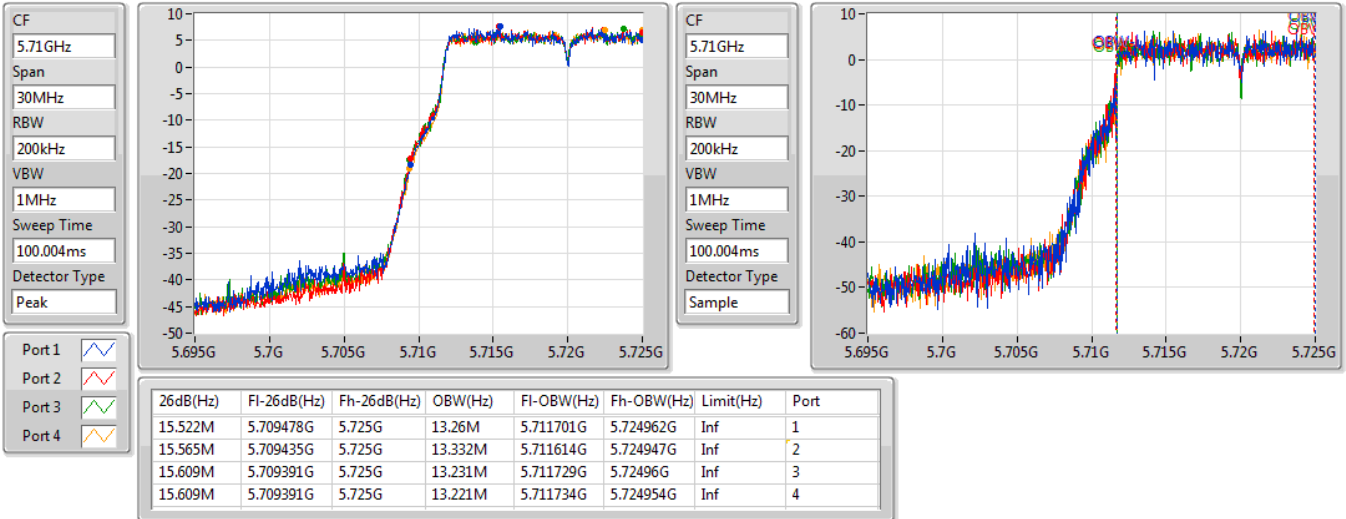 CF
5.71GHz
Span
30MHz
RBW
200kHz
VBW
1MHz
Sweep Time
100.004ms
Detector Type
Peak
10
5
0
-5
-10
-15
-20
-25
-30
-35
-40
-45
-50
5.695G 5.7G 5.705G 5.71G 5.715G 5.72G 5.725G
CF
5.71GHz
Span
30MHz
RBW
200kHz
VBW
1MHz
Sweep Time
100.004ms
Detector Type
Sample
10
0
-10
-20
-30
-40
-50
-60
OBW
5.695G 5.7G 5.705G 5.71G 5.715G 5.72G 5.725G
Port 1
Port 2
Port 3
Port 4
26dB(Hz) Fl-26dB(Hz) Fh-26dB(Hz) OBW(Hz) Fl-OBW(Hz) Fh-OBW(Hz) Limit(Hz) Port
15.522M 5.709478G 5.725G 13.26M 5.711701G 5.724962G Inf 1
15.565M 5.709435G 5.725G 13.332M 5.711614G 5.724947G Inf 2
15.609M 5.709391G 5.725G 13.231M 5.711729G 5.72496G Inf 3
15.609M 5.709391G 5.725G 13.221M 5.711734G 5.724954G Inf 4